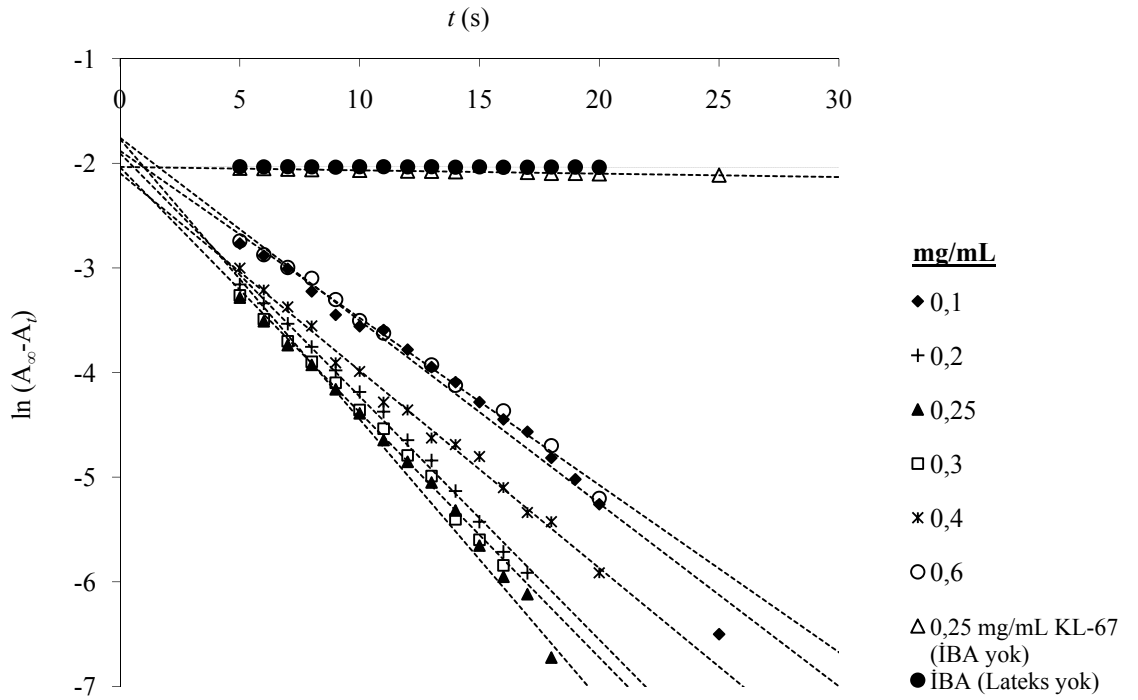 t (s)
-1
0 5 10 15 20 25 30
-2
-3
-4
-5
-6
-7
ln (A∞-At)
mg/mL
0,1
0,2
0,25
0,3
0,4
0,6
0,25 mg/mL KL-67
(İBA yok)
İBA (Lateks yok)